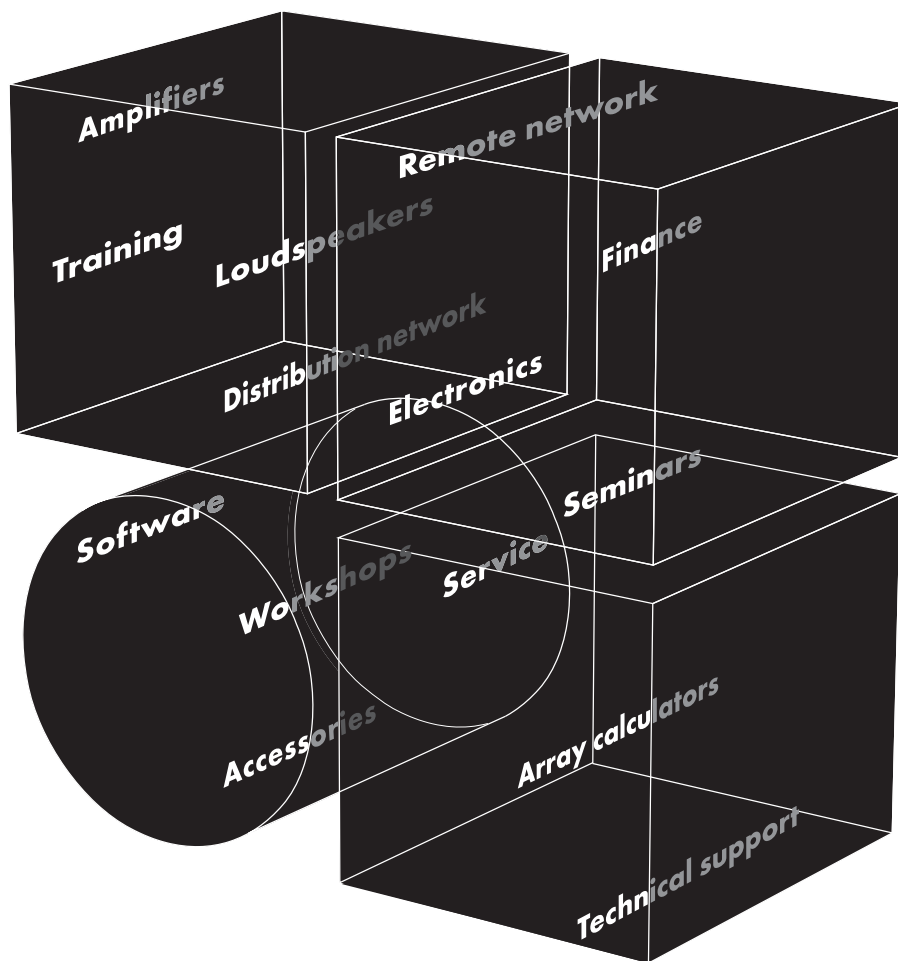 Amplifiers
Remote network
Training
Loudspeakers
Finance
Distribution network
Electronics
Software
Seminars
Workshops
Service
Accessories
Array calculators
Technical support